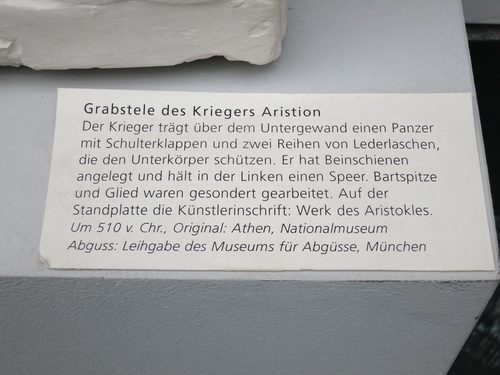 Grabstele des Kriegers Aristion
Der Krieger trägt über dem Untergewand einen Panzer
mit Schulterklappen und zwei Reihen von Lederlaschen,
die den Unterkörper schützen. Er hat Beinschienen
angelegt und hält in der Linken einen Speer. Bartspitze
und Glied waren gesondert gearbeitet. Auf der
Standplatte die Künstlerinschrift: Werk des Aristokles.
Um 510 v. Chr., Original: Athen, Nationalmuseum
Abguss: Leihgabe des Museums für Abgüsse, München